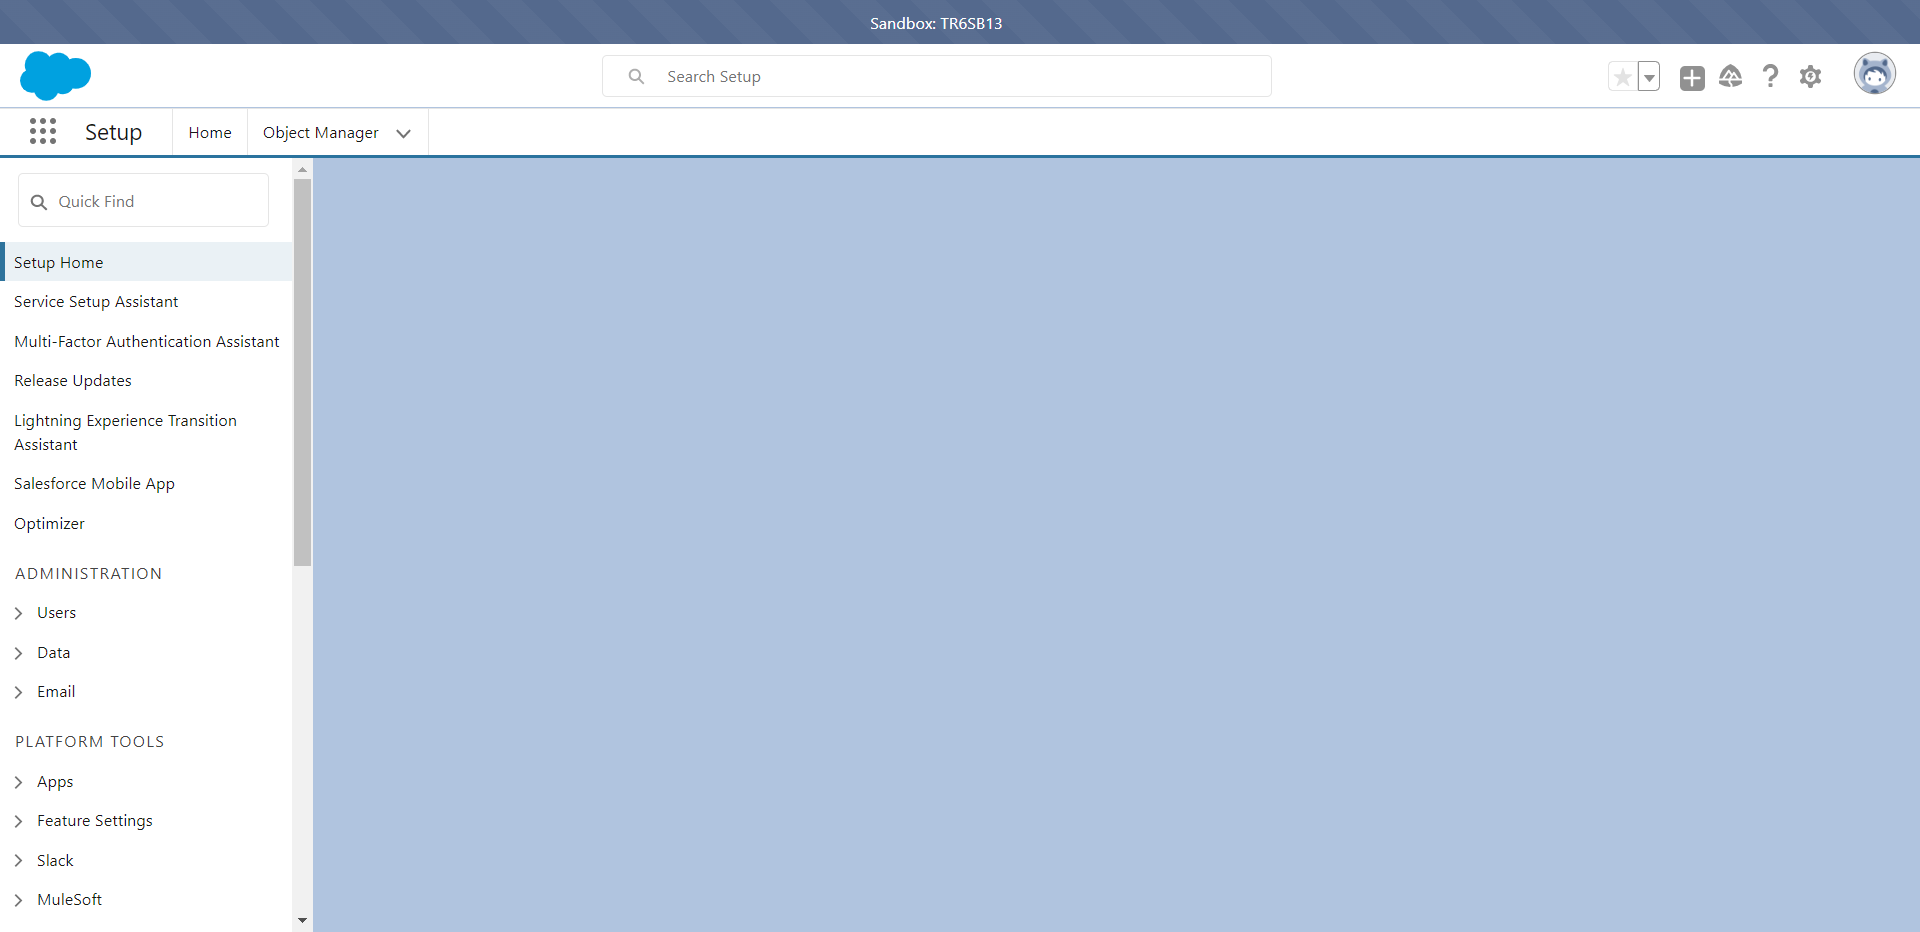 Sandbox: TR6SB13
Search Setup
Setup
Home
Object Manager
Quick Find
Setup Home
Service Setup Assistant
Multi-Factor Authentication Assistant
Release Updates
Lightning Experience Transition
Assistant
Salesforce Mobile App
Optimizer
ADMINISTRATION
Users
Data
Email
PLATFORM TOOLS
Apps
Feature Settings
Slack
MuleSoft